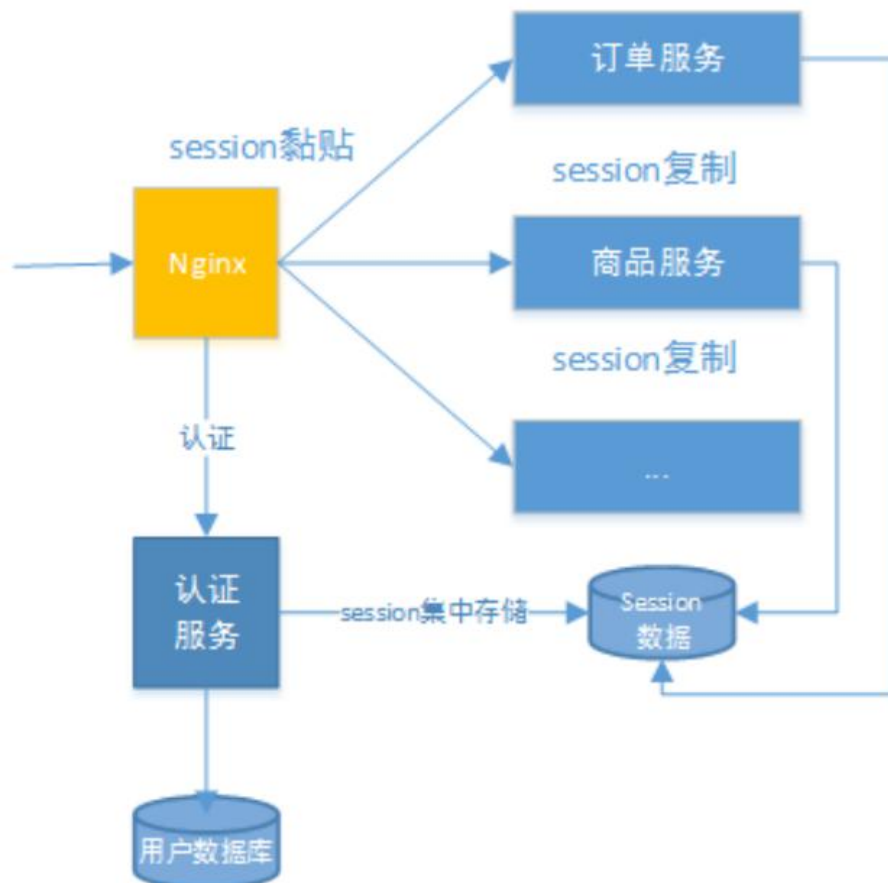 订单服务
session黏贴
session复制
Nginx
商品服务
session复制
认证
...
认证
服务
session集中存储
Session
数据
用户数据库